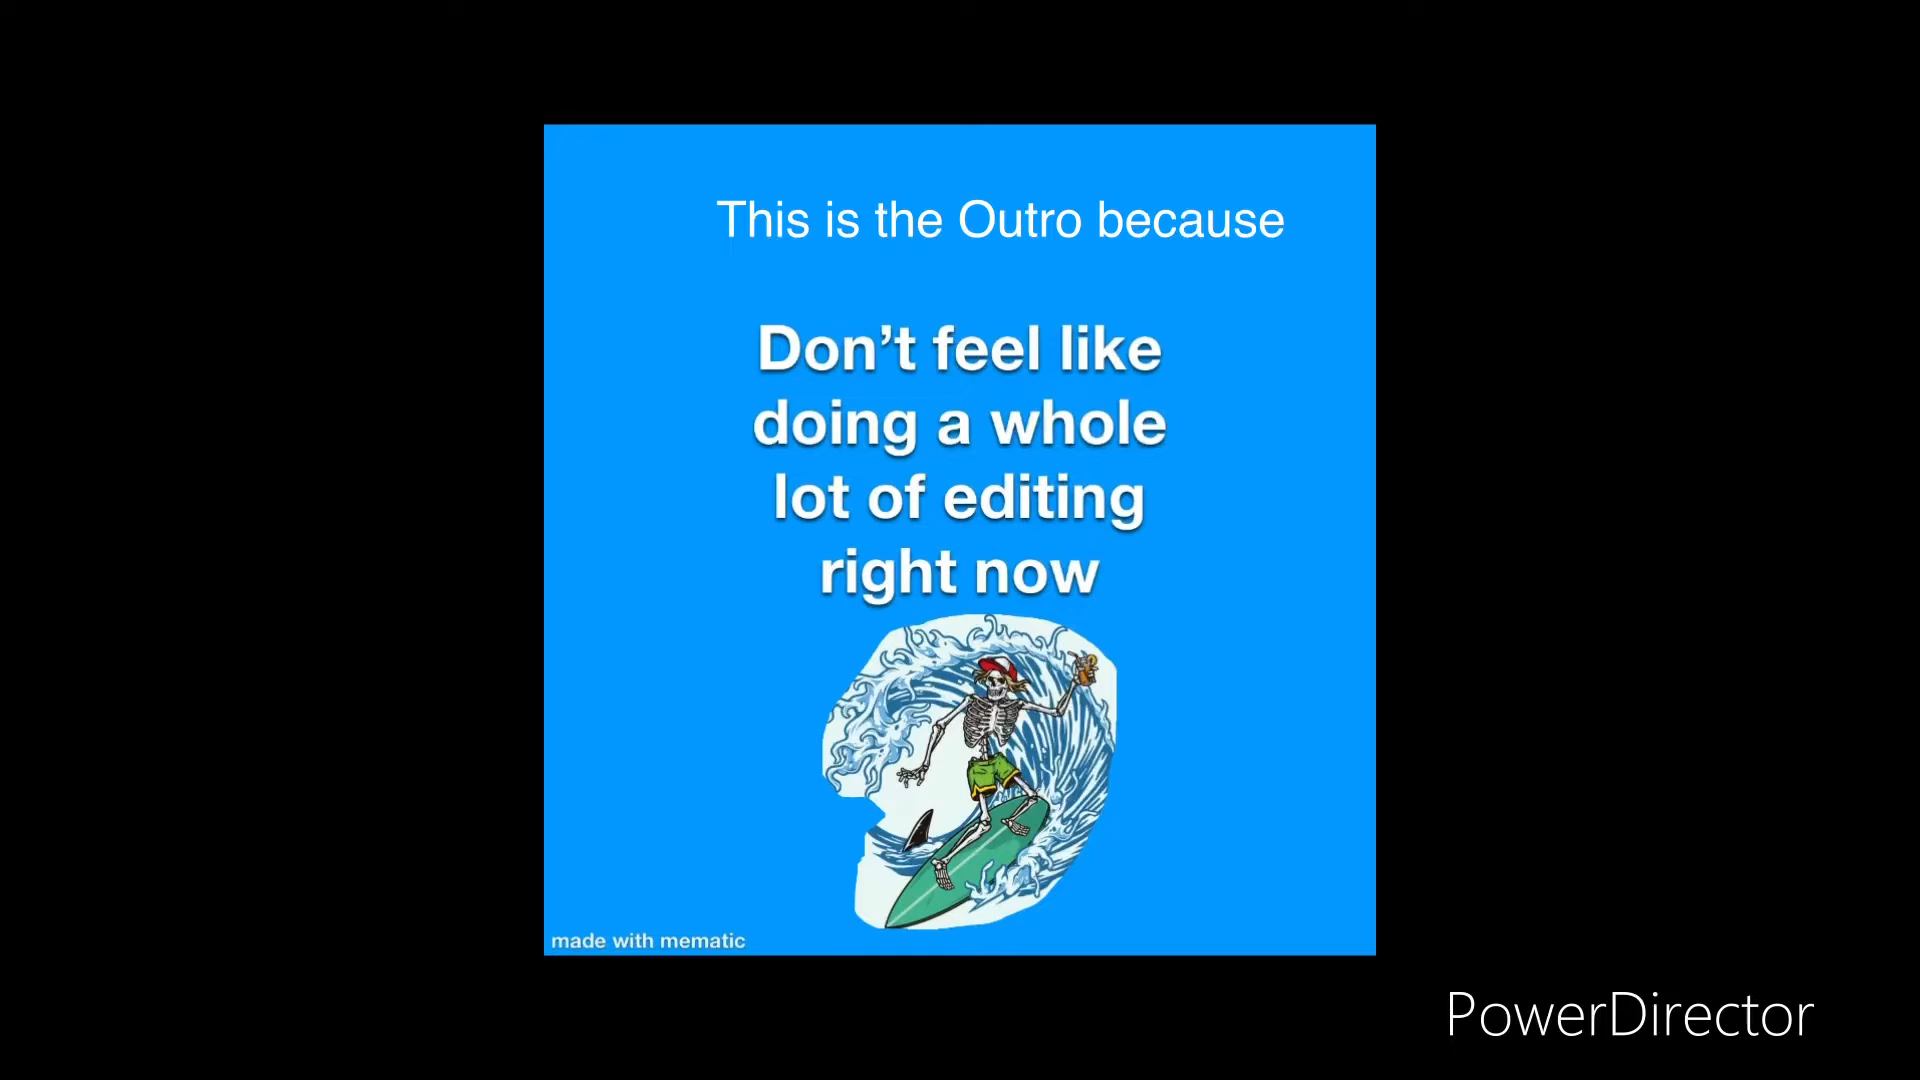 This is the Outro because
Don’t feel like
doing a whole
lot of editing
right now
made with mematic
PowerDirector